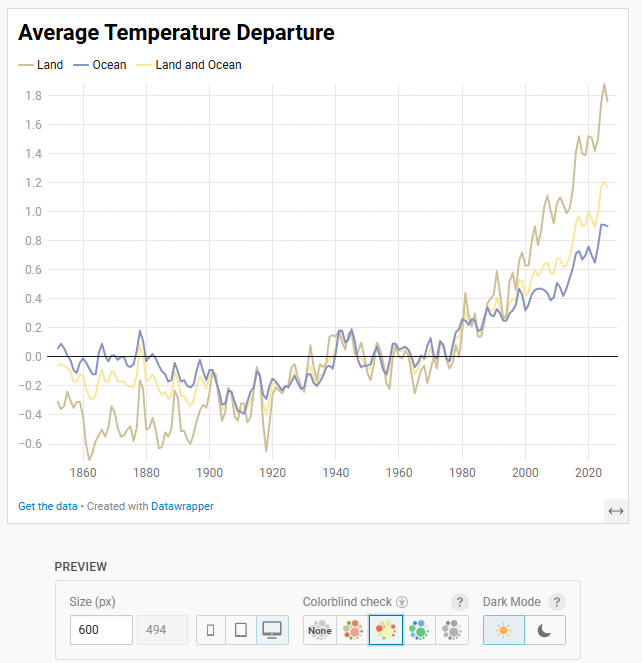 Average Temperature Departure
Land Ocean Land and Ocean
1.8
1.6
1.4
1.2
1.0
0.8
0.6
0.4
0.2
0.0
−0.2
−0.4
−0.6
1860 1880 1900 1920 1940 1960 1980 2000 2020
Get the data • Created with Datawrapper
PREVIEW
Size (px) Colorblind check ? Dark Mode ?
600 494 None